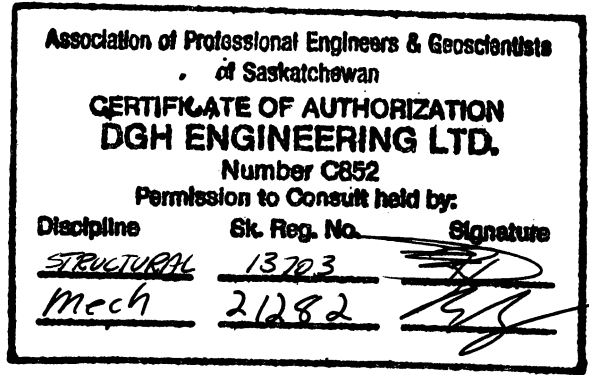 Association of Professional Engineers & Geoscientists
of Saskatchewan
CERTIFICATE OF AUTHORIZATION
DGH ENGINEERING LTD.
Number C852
Permission to Consult held by:
Discipline Sk. Reg. No. Signature
STRUCTURAL 13703
Mech 21282